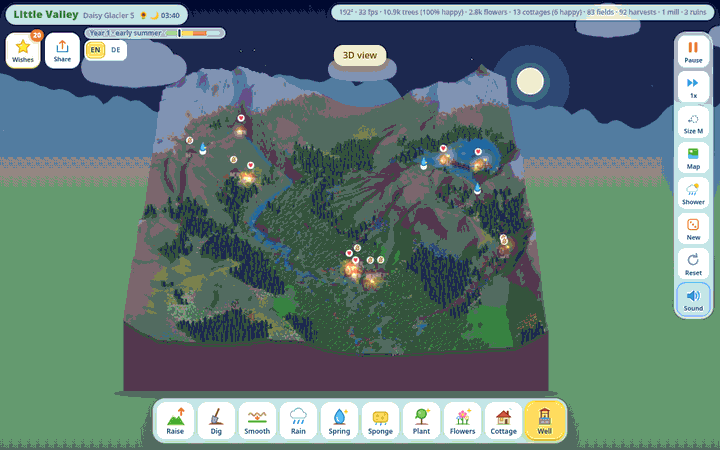 Little Valley Daisy Glacier 5 03:40
192² · 33 fps · 10.9k trees (100% happy) · 2.8k flowers · 13 cottages (6 happy) · 83 fields · 92 harvests · 1 mill · 3 ruins
Year 1 · early summer
20
Wishes
Share
EN DE
3D view
Pause
1x
Size M
Map
Shower
New
Reset
Sound
Raise
Dig
Smooth
Rain
Spring
Sponge
Plant
Flowers
Cottage
Well